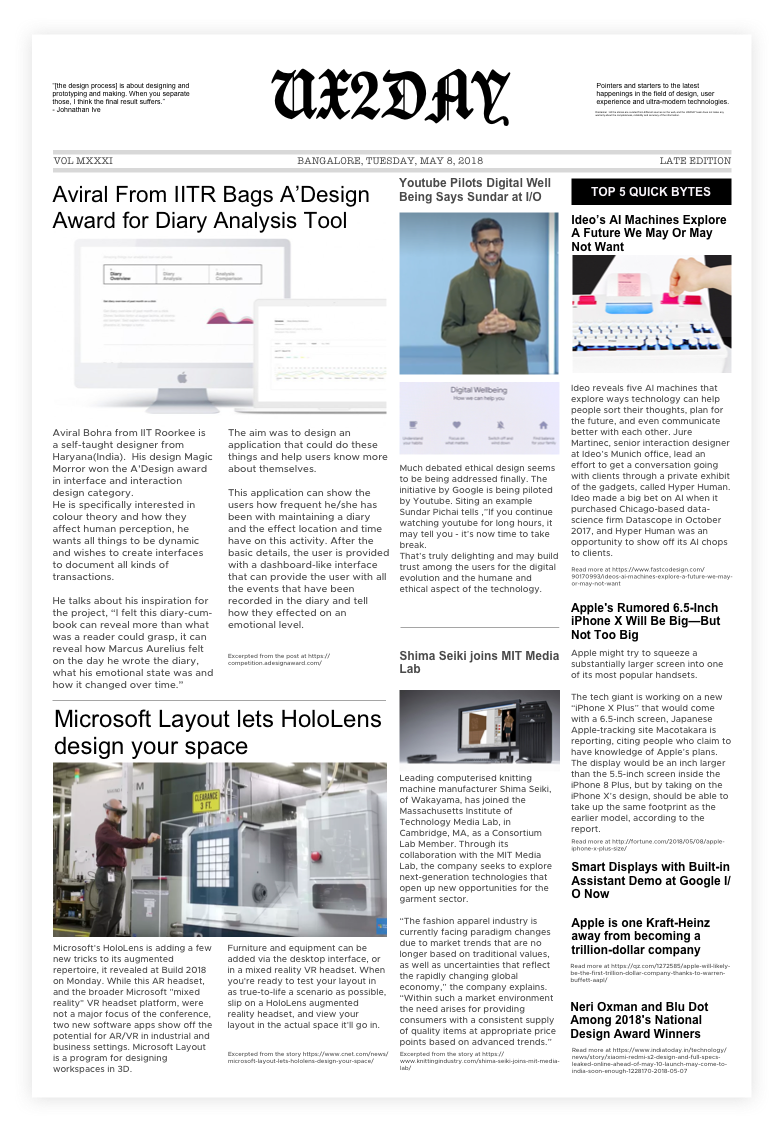 "[the design process] is about designing and
prototyping and making. When you separate
those, I think the final result suffers."
- Johnathan Ive
UX2DAY
Pointers and starters to the latest
happenings in the field of design, user
experience and ultra-modern technologies.
VOL MXXXI
BANGALORE, TUESDAY, MAY 8, 2018
LATE EDITION
Aviral From IITR Bags A'Design
Award for Diary Analysis Tool
Diary
Overview
Diary
Analysis
Analysis
Comparison
Aviral Bohra from IIT Roorkee is
a self-taught designer from
Haryana(India).  His design Magic
Morror won the A'Design award
in interface and interaction
design category.
He is specifically interested in
colour theory and how they
affect human perception, he
wants all things to be dynamic
and wishes to create interfaces
to document all kinds of
transactions.
He talks about his inspiration for
the project, "I felt this diary-cum-
book can reveal more than what
was a reader could grasp, it can
reveal how Marcus Aurelius felt
on the day he wrote the diary,
what his emotional state was and
how it changed over time."
The aim was to design an
application that could do these
things and help users know more
about themselves.
This application can show the
users how frequent he/she has
been with maintaining a diary
and the effect location and time
have on this activity. After the
basic details, the user is provided
with a dashboard-like interface
that can provide the user with all
the events that have been
recorded in the diary and tell
how they effected on an
emotional level.
Excerpted from the post at https://
competition.adesignaward.com/
Microsoft Layout lets HoloLens
design your space
CLEARANCE
3 FT.
Microsoft's HoloLens is adding a few
new tricks to its augmented
repertoire, it revealed at Build 2018
on Monday. While this AR headset,
and the broader Microsoft "mixed
reality" VR headset platform, were
not a major focus of the conference,
two new software apps show off the
potential for AR/VR in industrial and
business settings. Microsoft Layout
is a program for designing
workspaces in 3D.
Furniture and equipment can be
added via the desktop interface, or
in a mixed reality VR headset. When
you're ready to test your layout in
as true-to-life a scenario as possible,
slip on a HoloLens augmented
reality headset, and view your
layout in the actual space it'll go in.
Excerpted from the story https://www.cnet.com/news/
microsoft-layout-lets-hololens-design-your-space/
Youtube Pilots Digital Well
Being Says Sundar at I/O
Digital Wellbeing
How we can help you
Understand
your habits
Focus on
what matters
Switch off and
wind down
Find balance
for your family
Much debated ethical design seems
to be being addressed finally. The
initiative by Google is being piloted
by Youtube. Siting an example
Sundar Pichai tells ,"If you continue
watching youtube for long hours, it
may tell you - it's now time to take
break.
That's truly delighting and may build
trust among the users for the digital
evolution and the humane and
ethical aspect of the technology.
Shima Seiki joins MIT Media
Lab
Leading computerised knitting
machine manufacturer Shima Seiki,
of Wakayama, has joined the
Massachusetts Institute of
Technology Media Lab, in
Cambridge, MA, as a Consortium
Lab Member. Through its
collaboration with the MIT Media
Lab, the company seeks to explore
next-generation technologies that
open up new opportunities for the
garment sector.
"The fashion apparel industry is
currently facing paradigm changes
due to market trends that are no
longer based on traditional values,
as well as uncertainties that reflect
the rapidly changing global
economy," the company explains.
"Within such a market environment
the need arises for providing
consumers with a consistent supply
of quality items at appropriate price
points based on advanced trends."
Excerpted from the story at https://
www.knittingindustry.com/shima-seiki-joins-mit-media-
lab/
TOP 5 QUICK BYTES
Ideo's AI Machines Explore
A Future We May Or May
Not Want
Ideo reveals five AI machines that
explore ways technology can help
people sort their thoughts, plan for
the future, and even communicate
better with each other. Jure
Martinec, senior interaction designer
at Ideo's Munich office, lead an
effort to get a conversation going
with clients through a private exhibit
of the gadgets, called Hyper Human.
Ideo made a big bet on AI when it
purchased Chicago-based data-
science firm Datascope in October
2017, and Hyper Human was an
opportunity to show off its AI chops
to clients.
Read more at https://www.fastcodesign.com/
90170993/ideos-ai-machines-explore-a-future-we-may-
or-may-not-want
Apple's Rumored 6.5-Inch
iPhone X Will Be Big—But
Not Too Big
Apple might try to squeeze a
substantially larger screen into one
of its most popular handsets.
The tech giant is working on a new
"iPhone X Plus" that would come
with a 6.5-inch screen, Japanese
Apple-tracking site Macotakara is
reporting, citing people who claim to
have knowledge of Apple's plans.
The display would be an inch larger
than the 5.5-inch screen inside the
iPhone 8 Plus, but by taking on the
iPhone X's design, should be able to
take up the same footprint as the
earlier model, according to the
report.
Read more at http://fortune.com/2018/05/08/apple-
iphone-x-plus-size/
Smart Displays with Built-in
Assistant Demo at Google I/
O Now
Apple is one Kraft-Heinz
away from becoming a
trillion-dollar company
Read more at https://qz.com/1272585/apple-will-likely-
be-the-first-trillion-dollar-company-thanks-to-warren-
buffett-aapl/
Neri Oxman and Blu Dot
Among 2018's National
Design Award Winners
Read more at https://www.indiatoday.in/technology/
news/story/xiaomi-redmi-s2-design-and-full-specs-
leaked-online-ahead-of-may-10-launch-may-come-to-
india-soon-enough-1228170-2018-05-07